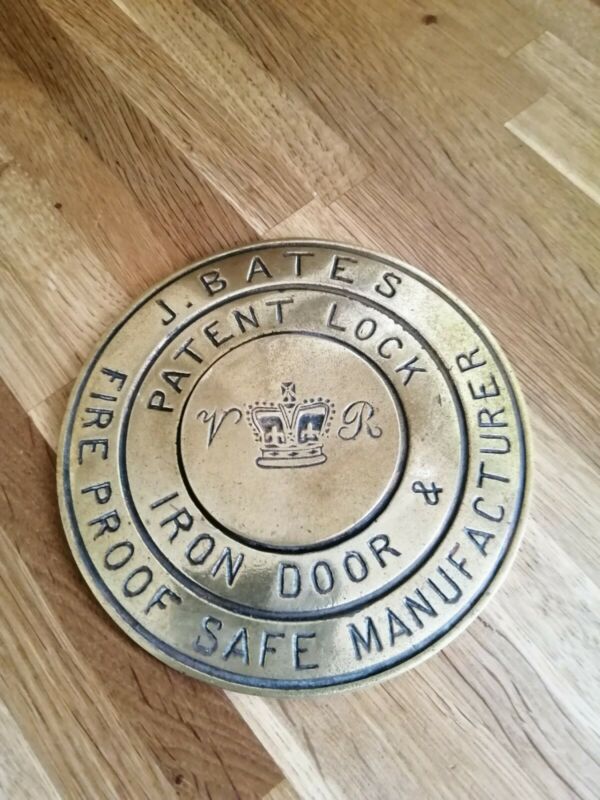 J. BATES
PATENT LOCK
IRON DOOR &
FIRE PROOF SAFE MANUFACTURER
V R